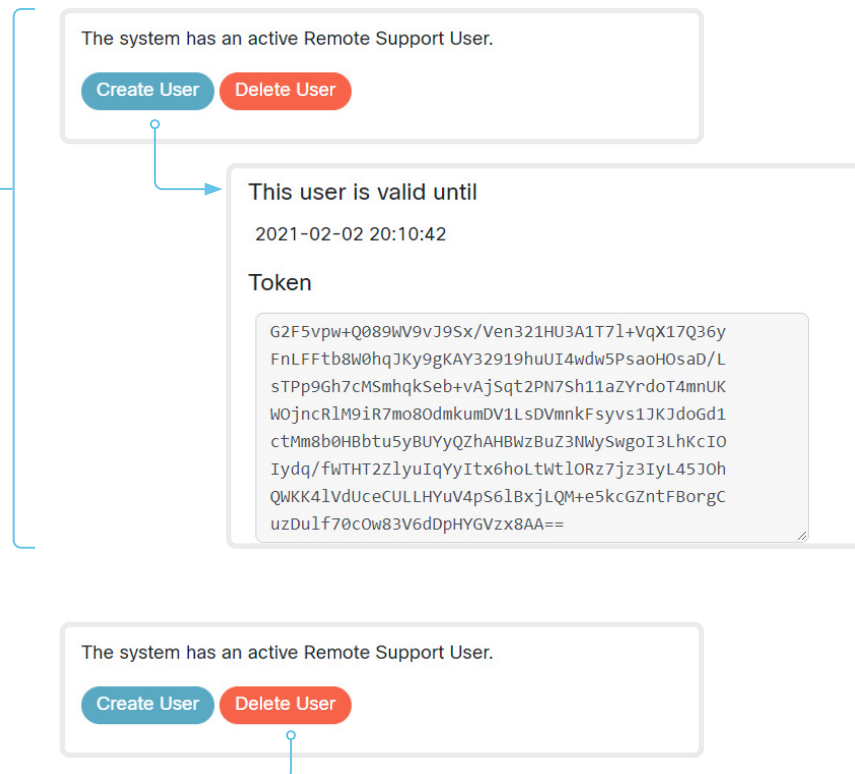 The system has an active Remote Support User.
Create User Delete User
This user is valid until
2021-02-02 20:10:42
Token
G2F5vpw+Q089WV9vJ9Sx/Ven321HU3A1T7l+VqX17Q36y
FnLFFtb8W0hqJKy9gKAY32919huUI4wdw5PsaoHOsaD/L
sTPp9Gh7cMSmhqkSeb+vAjSqt2PN7Sh11aZYrdoT4mnUK
WOjncRlM9iR7mo8OdmkumDV1LsDVmnkFsyvs1JKJdoGd1
ctMm8b0HBbtu5yBUYyQZhAHBWzBuZ3NWySwgoI3LhKcIO
Iydq/fWTHT2ZlyuIqYyItx6hoLtWtlORz7jz3IyL45JOh
QWKK4lVdUceCULLHYuV4pS6lBxjLQM+e5kcGZntFBorgC
uzDulf70cOw83V6dDpHYGVzx8AA==
The system has an active Remote Support User.
Create User Delete User